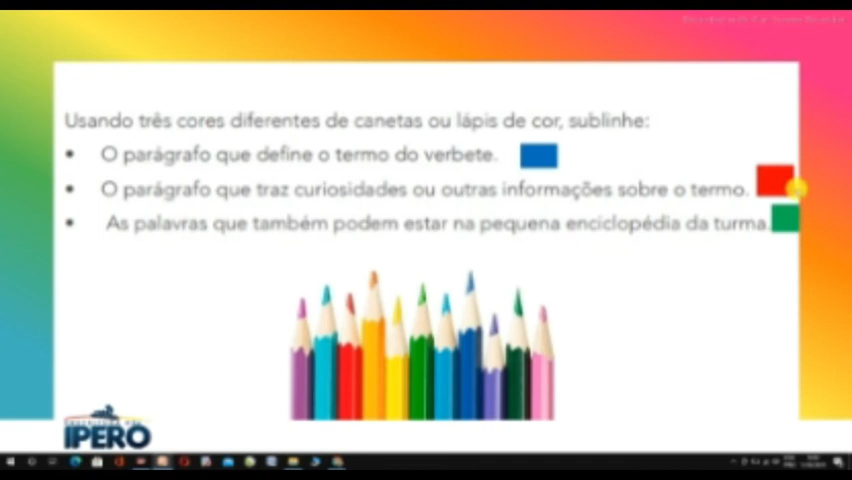 Usando três cores diferentes de canetas ou lápis de cor, sublinhe:
• O parágrafo que define o termo do verbete.
• O parágrafo que traz curiosidades ou outras informações sobre o termo.
• As palavras que também podem estar na pequena enciclopédia da turma.
IPERÓ